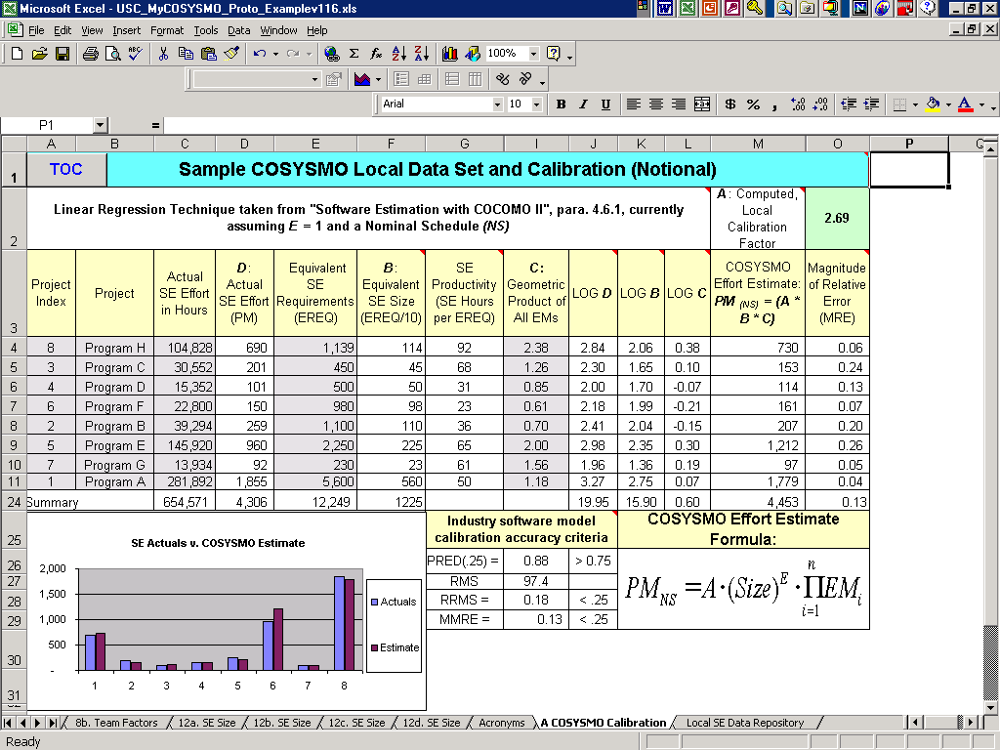 Microsoft Excel - USC_MyCOSYSMO_Proto_Examplev116.xls
File Edit View Insert Format Tools Data Window Help
100%
Arial 10 B I U $ % ,
P1 =
A B C D E F G I J K L M O P
1 TOC Sample COSYSMO Local Data Set and Calibration (Notional)
2 Linear Regression Technique taken from "Software Estimation with COCOMO II", para. 4.6.1, currently
assuming E = 1 and a Nominal Schedule (NS)
A: Computed,
Local
Calibration
Factor
2.69
3
Project
Index
Project
Actual
SE Effort
in Hours
D:
Actual
SE Effort
(PM)
Equivalent
SE
Requirements
(EREQ)
B:
Equivalent
SE Size
(EREQ/10)
SE
Productivity
(SE Hours
per EREQ)
C:
Geometric
Product of
All EMs
LOG D
LOG B
LOG C
COSYSMO
Effort Estimate:
PM (NS) = (A *
B * C)
Magnitude
of Relative
Error
(MRE)
4 8 Program H 104,828 690 1,139 114 92 2.38 2.84 2.06 0.38 730 0.06
5 3 Program C 30,552 201 450 45 68 1.26 2.30 1.65 0.10 153 0.24
6 4 Program D 15,352 101 500 50 31 0.85 2.00 1.70 -0.07 114 0.13
7 6 Program F 22,800 150 980 98 23 0.61 2.18 1.99 -0.21 161 0.07
8 2 Program B 39,294 259 1,100 110 36 0.70 2.41 2.04 -0.15 207 0.20
9 5 Program E 145,920 960 2,250 225 65 2.00 2.98 2.35 0.30 1,212 0.26
10 7 Program G 13,934 92 230 23 61 1.56 1.96 1.36 0.19 97 0.05
11 1 Program A 281,892 1,855 5,600 560 50 1.18 3.27 2.75 0.07 1,779 0.04
24 Summary 654,571 4,306 12,249 1225 19.95 15.90 0.60 4,453 0.13
25
26
27
28
29
30
31
SE Actuals v. COSYSMO Estimate
2,000
1,500
1,000
500
-
1 2 3 4 5 6 7 8
Actuals
Estimate
Industry software model
calibration accuracy criteria
PRED(.25) = 0.88 > 0.75
RMS 97.4
RRMS = 0.18 < .25
MMRE = 0.13 < .25
COSYSMO Effort Estimate
Formula:
PM_NS = A·(Size)^E · ∏_{i=1}^{n} EM_i
8b. Team Factors 12a. SE Size 12b. SE Size 12c. SE Size 12d. SE Size Acronyms A COSYSMO Calibration Local SE Data Repository
Ready